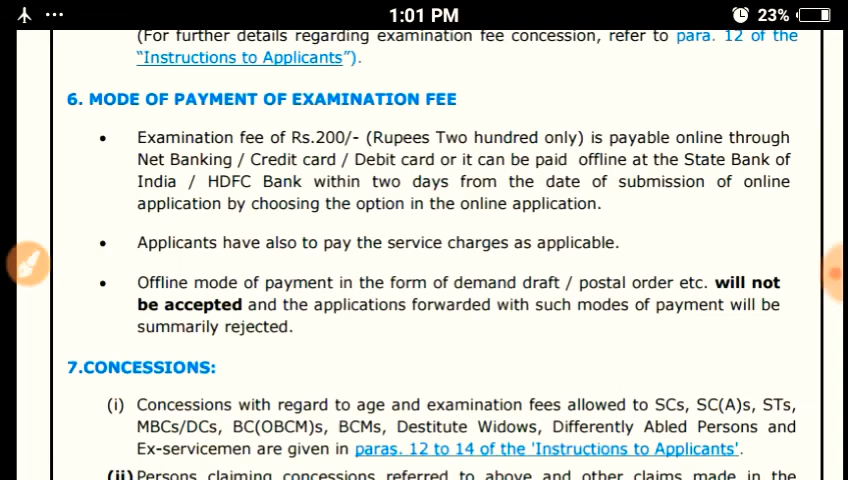 1:01 PM
23%
(For further details regarding examination fee concession, refer to para. 12 of the
“Instructions to Applicants”).
6. MODE OF PAYMENT OF EXAMINATION FEE
• Examination fee of Rs.200/- (Rupees Two hundred only) is payable online through
Net Banking / Credit card / Debit card or it can be paid offline at the State Bank of
India / HDFC Bank within two days from the date of submission of online
application by choosing the option in the online application.
• Applicants have also to pay the service charges as applicable.
• Offline mode of payment in the form of demand draft / postal order etc. will not
be accepted and the applications forwarded with such modes of payment will be
summarily rejected.
7.CONCESSIONS:
(i) Concessions with regard to age and examination fees allowed to SCs, SC(A)s, STs,
MBCs/DCs, BC(OBCM)s, BCMs, Destitute Widows, Differently Abled Persons and
Ex-servicemen are given in paras. 12 to 14 of the 'Instructions to Applicants'.
(ii) Persons claiming concessions referred to above and other claims made in the